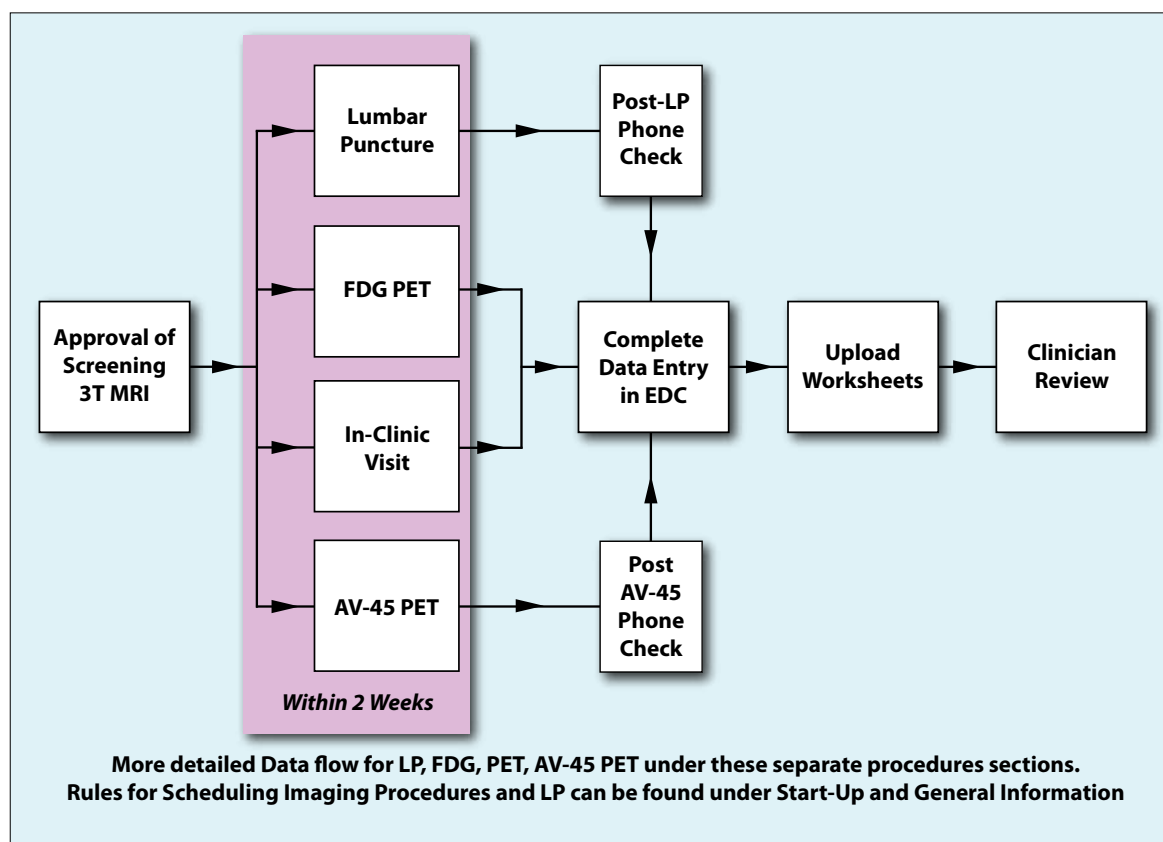 Lumbar
Puncture
Post-LP
Phone
Check
FDG PET
Approval of
Screening
3T MRI
Complete
Data Entry
in EDC
Upload
Worksheets
Clinician
Review
In-Clinic
Visit
AV-45 PET
Post
AV-45
Phone
Check
Within 2 Weeks
More detailed Data flow for LP, FDG, PET, AV-45 PET under these separate procedures sections.
Rules for Scheduling Imaging Procedures and LP can be found under Start-Up and General Information